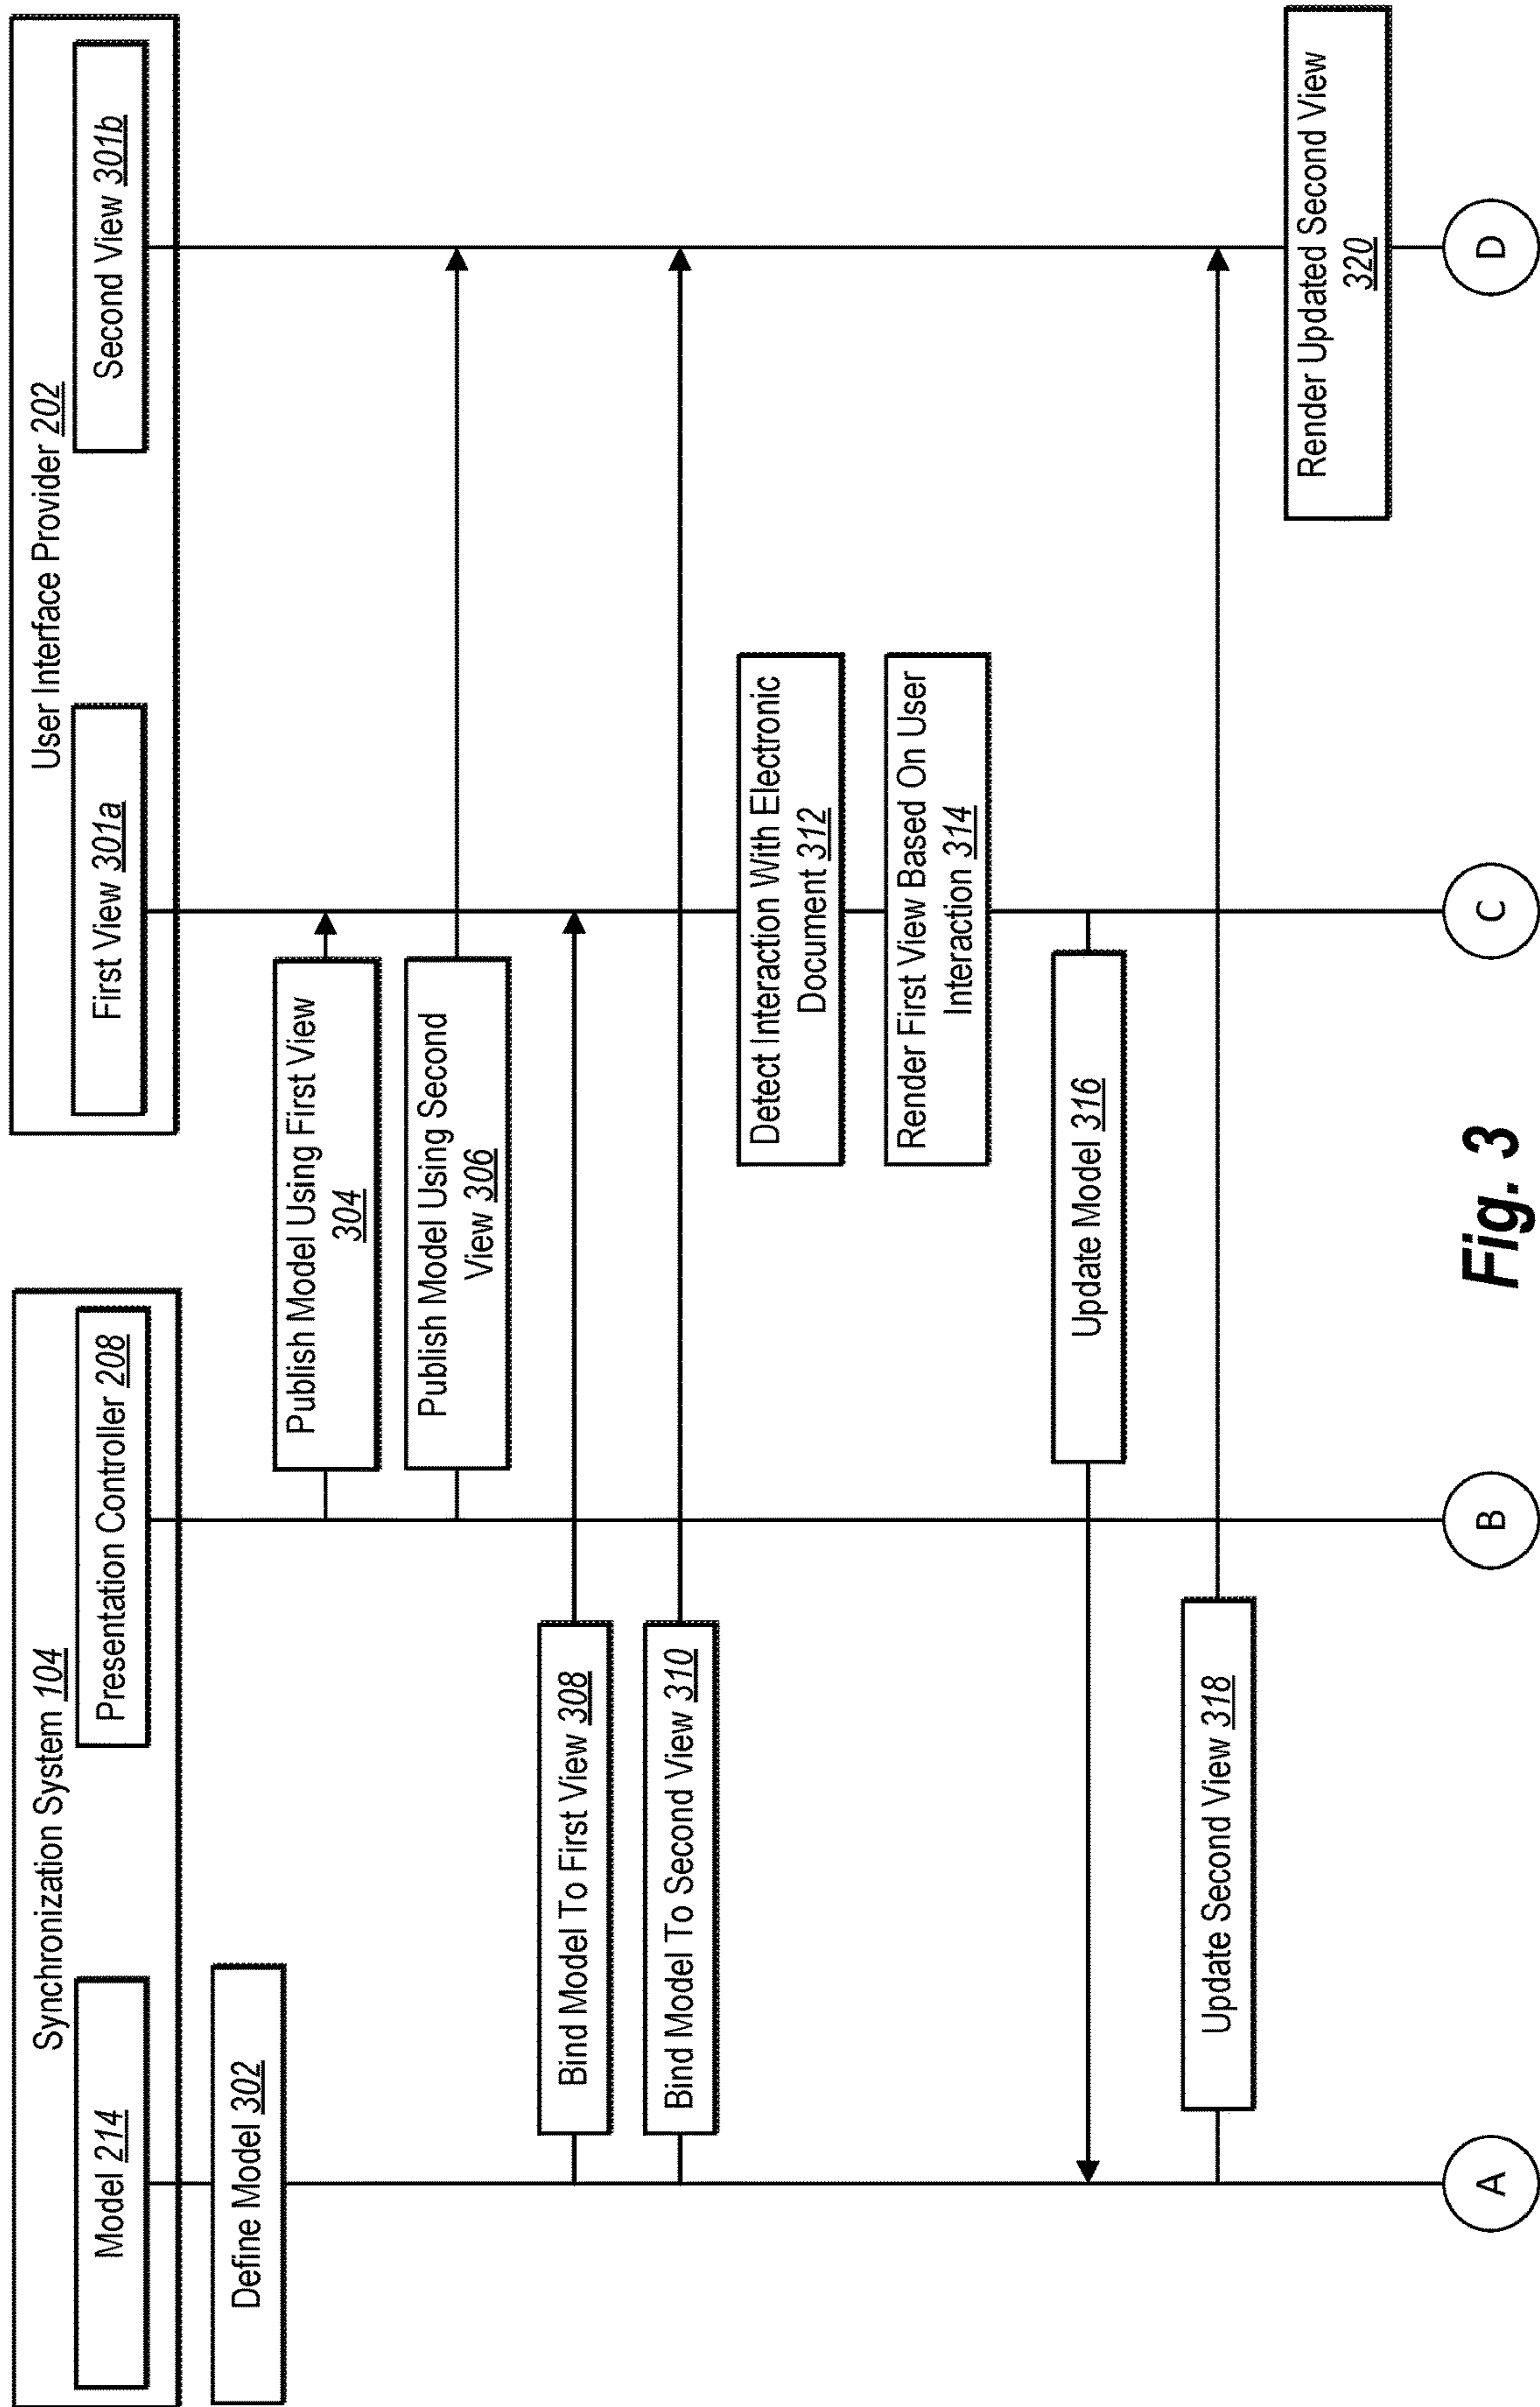 Synchronization System 104
User Interface Provider 202
Model 214
Presentation Controller 208
First View 301a
Second View 301b
Define Model 302
Publish Model Using First View
304
Publish Model Using Second
View 306
Bind Model To First View 308
Bind Model To Second View 310
Detect Interaction With Electronic
Document 312
Render First View Based On User
Interaction 314
Update Model 316
Update Second View 318
Render Updated Second View
320
A
B
C
D
Fig. 3